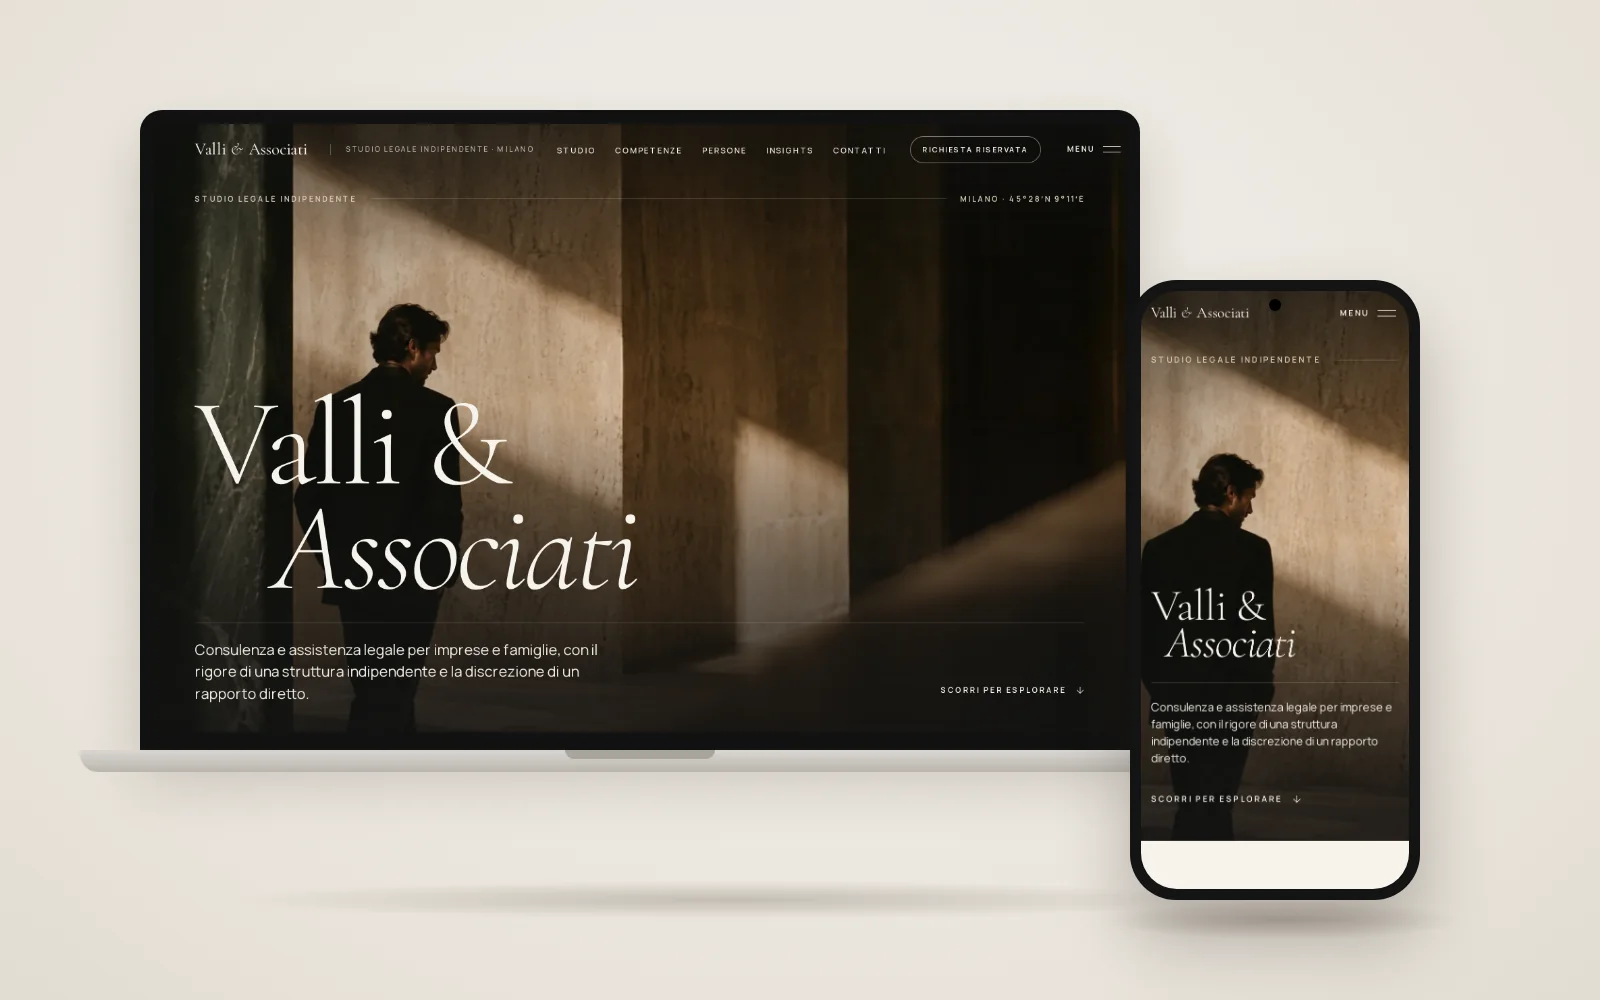 Valli & Associati
STUDIO LEGALE INDIPENDENTE · MILANO
STUDIO
COMPETENZE
PERSONE
INSIGHTS
CONTATTI
RICHIESTA RISERVATA
MENU
STUDIO LEGALE INDIPENDENTE
MILANO · 45°28'N 9°11'E
Valli &
Associati
Consulenza e assistenza legale per imprese e famiglie, con il
rigore di una struttura indipendente e la discrezione di un
rapporto diretto.
SCORRI PER ESPLORARE ↓
Valli & Associati
MENU
STUDIO LEGALE INDIPENDENTE
Valli &
Associati
Consulenza e assistenza legale per imprese e
famiglie, con il rigore di una struttura
indipendente e la discrezione di un rapporto
diretto.
SCORRI PER ESPLORARE ↓